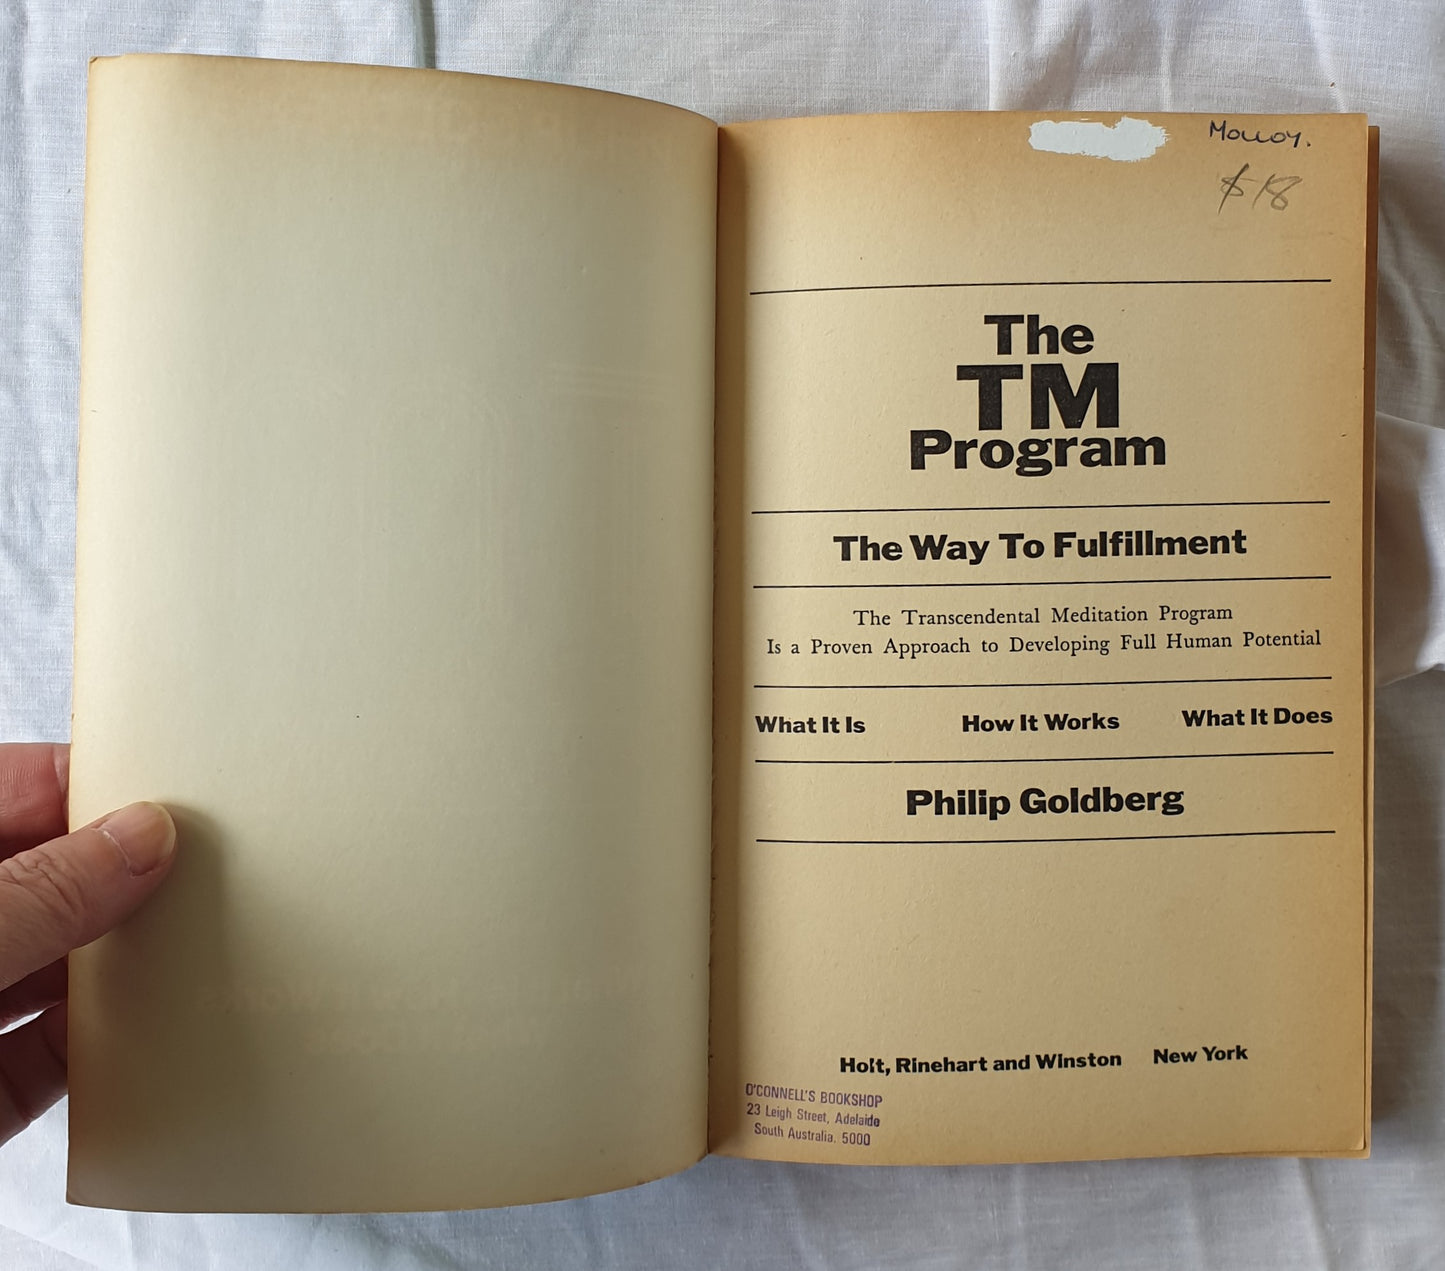 Molloy.
$18
The
TM
Program
The Way To Fulfillment
The Transcendental Meditation Program
Is a Proven Approach to Developing Full Human Potential
What It Is How It Works What It Does
Philip Goldberg
Holt, Rinehart and Winston New York
O'CONNELL'S BOOKSHOP
23 Leigh Street, Adelaide
South Australia. 5000